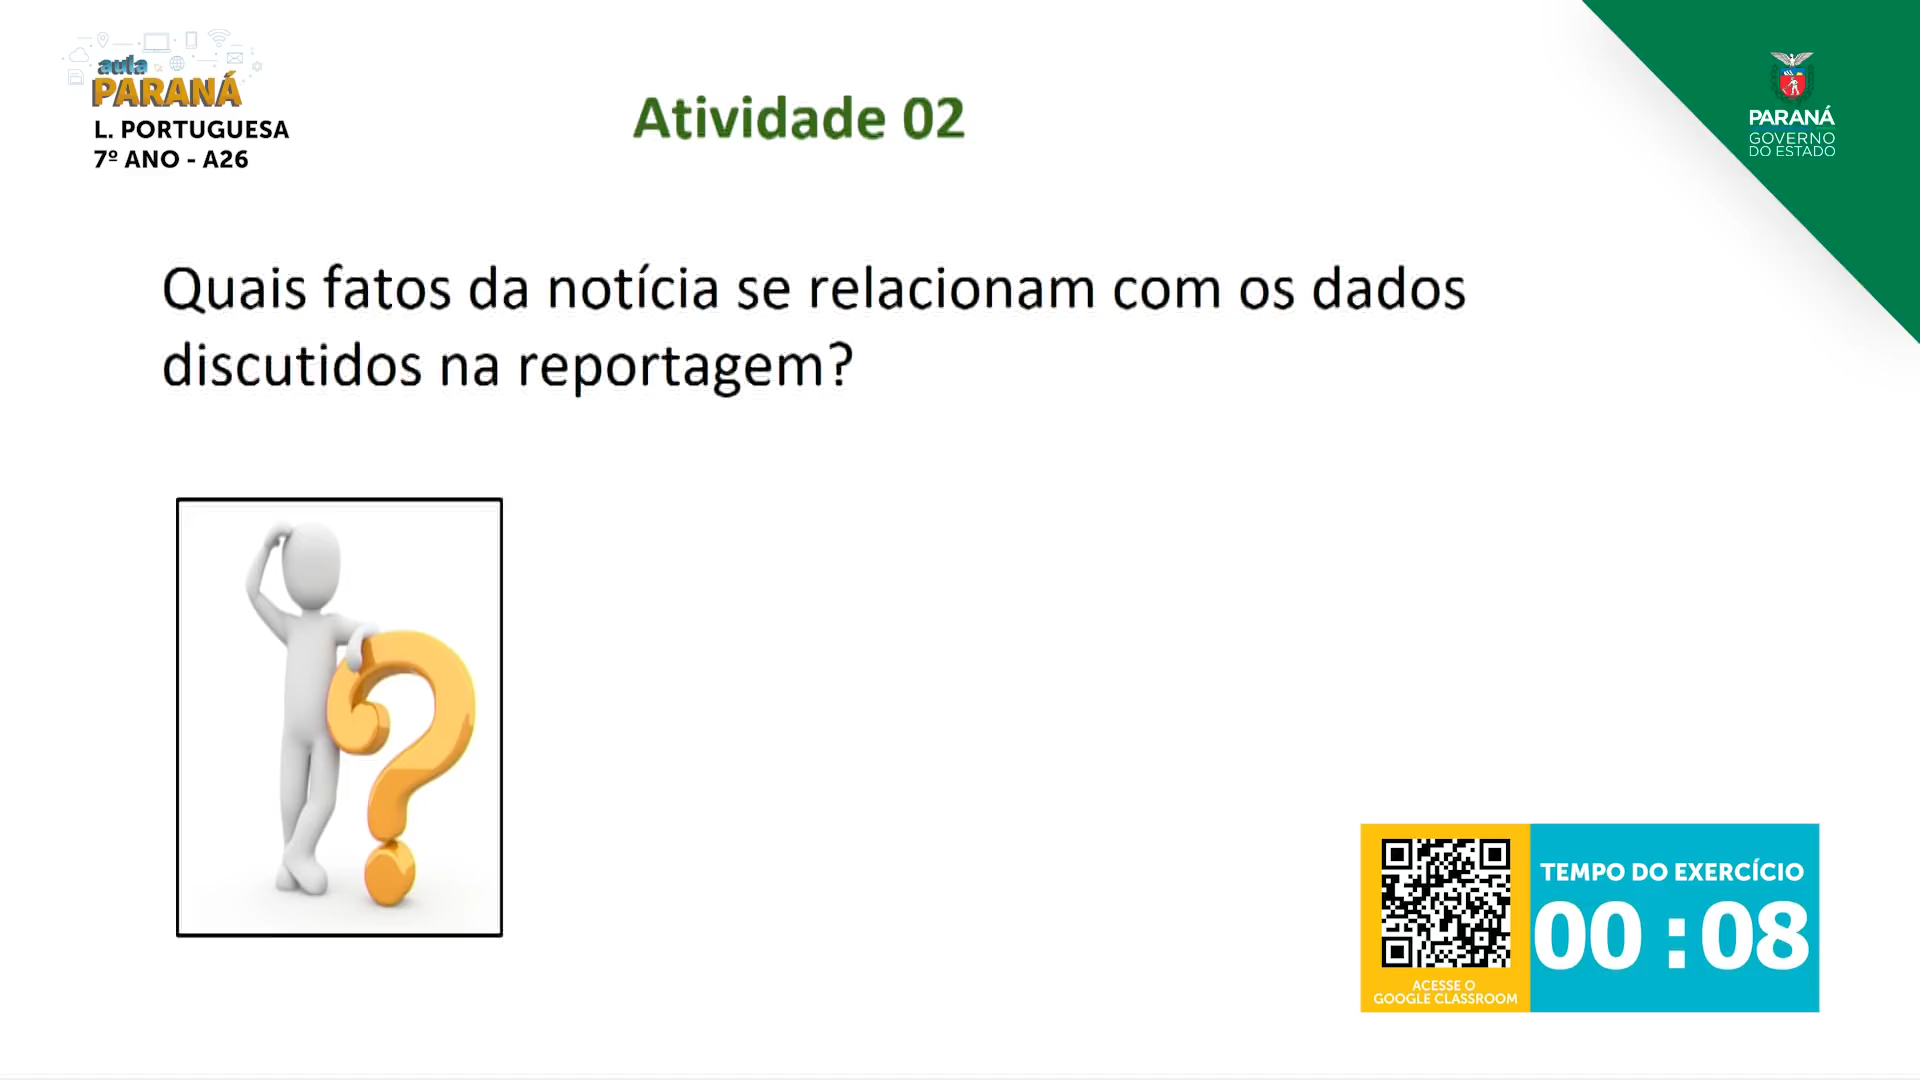 aula
PARANÁ
L. PORTUGUESA
7º ANO - A26
Atividade 02
PARANÁ
GOVERNO
DO ESTADO
Quais fatos da notícia se relacionam com os dados
discutidos na reportagem?
TEMPO DO EXERCÍCIO
00:08
ACESSE O
GOOGLE CLASSROOM